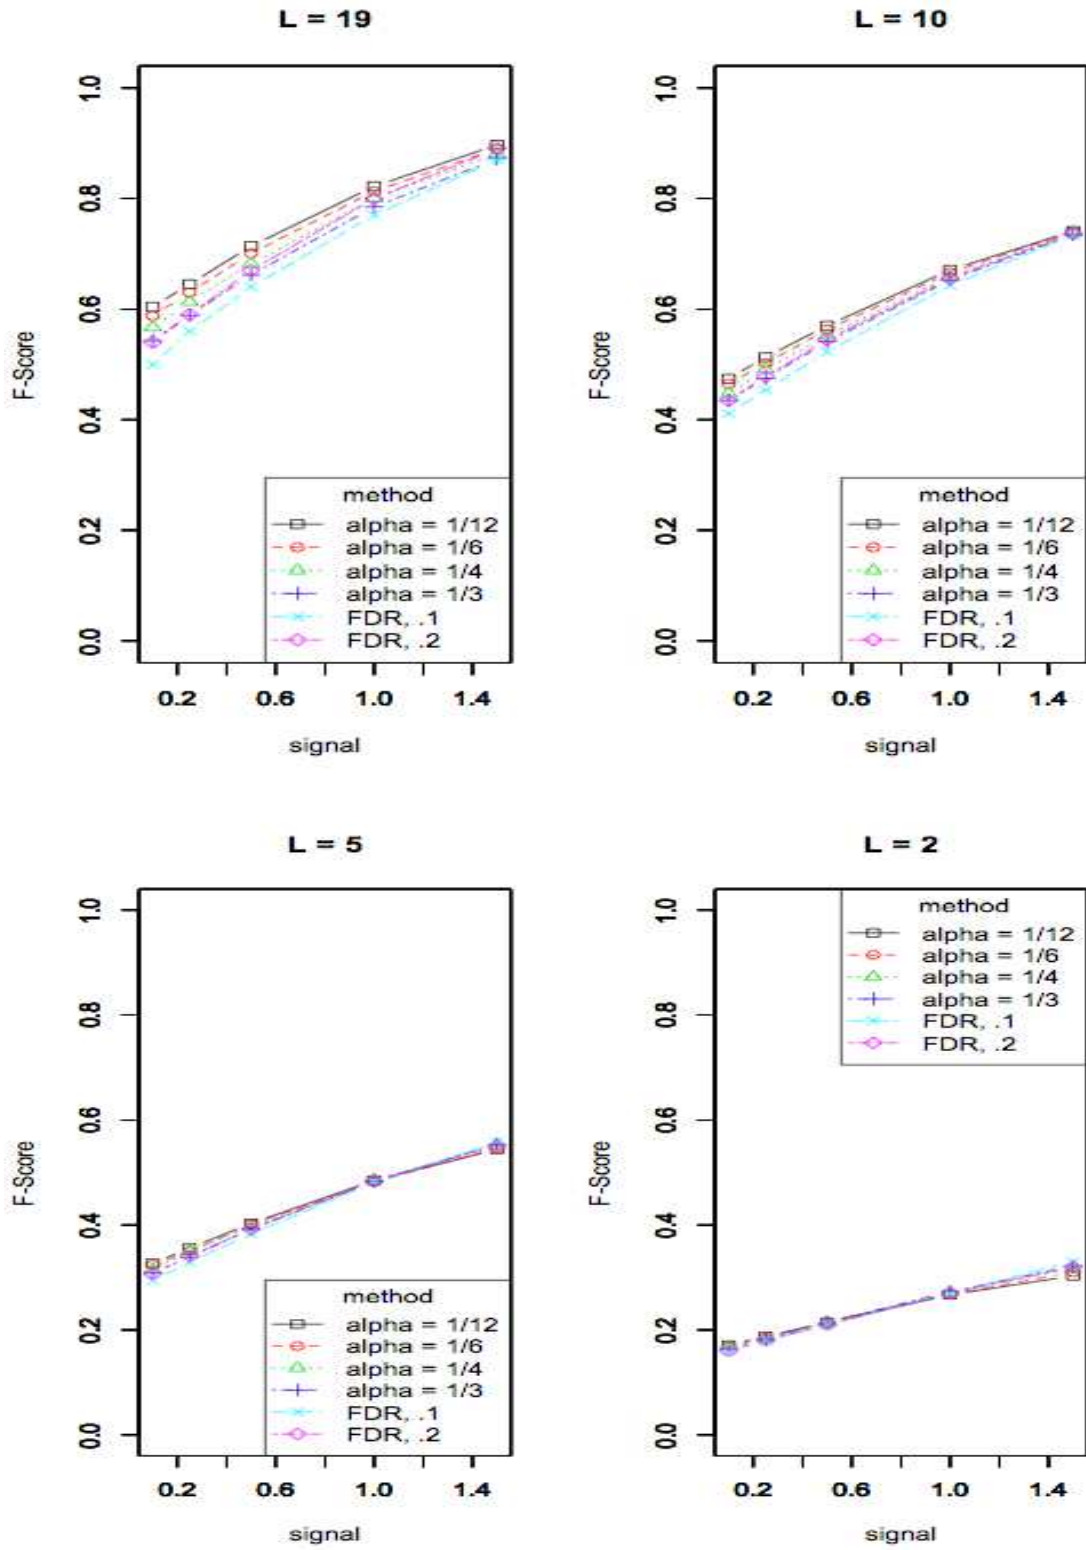 L = 19
F-Score
1.0
0.8
0.6
0.4
0.2
0.0
method
alpha = 1/12
alpha = 1/6
alpha = 1/4
alpha = 1/3
FDR, .1
FDR, .2
0.2 0.6 1.0 1.4
signal
L = 10
F-Score
1.0
0.8
0.6
0.4
0.2
0.0
method
alpha = 1/12
alpha = 1/6
alpha = 1/4
alpha = 1/3
FDR, .1
FDR, .2
0.2 0.6 1.0 1.4
signal
L = 5
F-Score
1.0
0.8
0.6
0.4
0.2
0.0
method
alpha = 1/12
alpha = 1/6
alpha = 1/4
alpha = 1/3
FDR, .1
FDR, .2
0.2 0.6 1.0 1.4
signal
L = 2
F-Score
1.0
0.8
0.6
0.4
0.2
0.0
method
alpha = 1/12
alpha = 1/6
alpha = 1/4
alpha = 1/3
FDR, .1
FDR, .2
0.2 0.6 1.0 1.4
signal